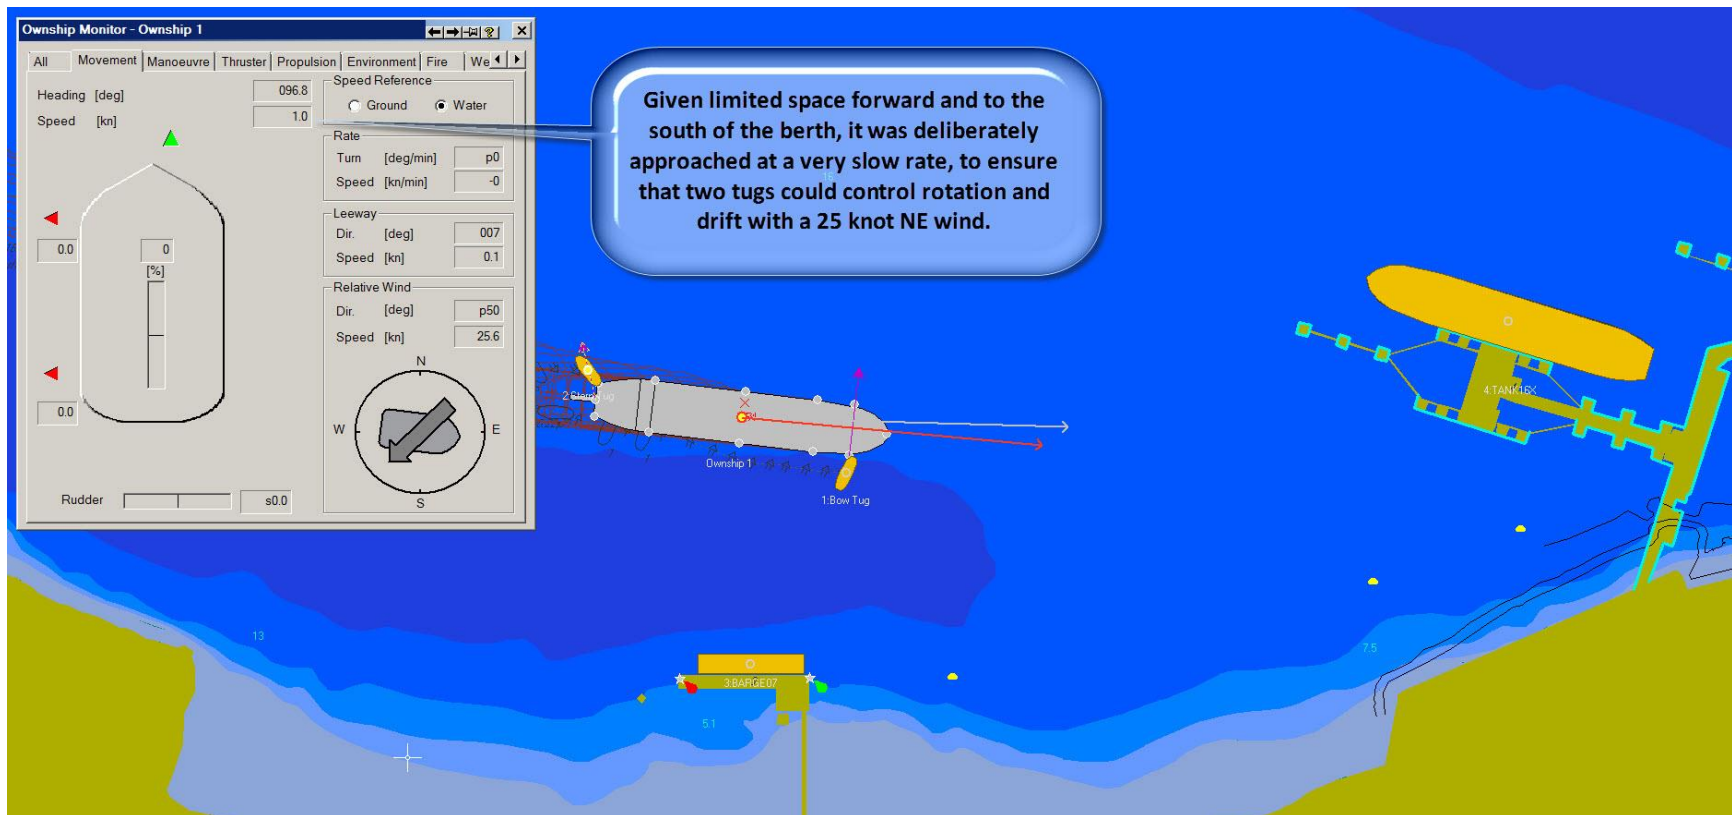 Ownship Monitor - Ownship 1
All Movement Manoeuvre Thruster Propulsion Environment Fire We
Heading [deg] 096.8
Speed [kn] 1.0
Speed Reference
Ground Water
Rate
Turn [deg/min] p0
Speed [kn/min] -0
Leeway
Dir. [deg] 007
Speed [kn] 0.1
Relative Wind
Dir. [deg] p50
Speed [kn] 25.6
0.0
0
[%]
0.0
N
W E
S
Rudder s0.0
Given limited space forward and to the
south of the berth, it was deliberately
approached at a very slow rate, to ensure
that two tugs could control rotation and
drift with a 25 knot NE wind.
16
2:Stern Tug
Ownship 1
1:Bow Tug
4:TANK16X
3:BARGE07
13
7.5
5.1